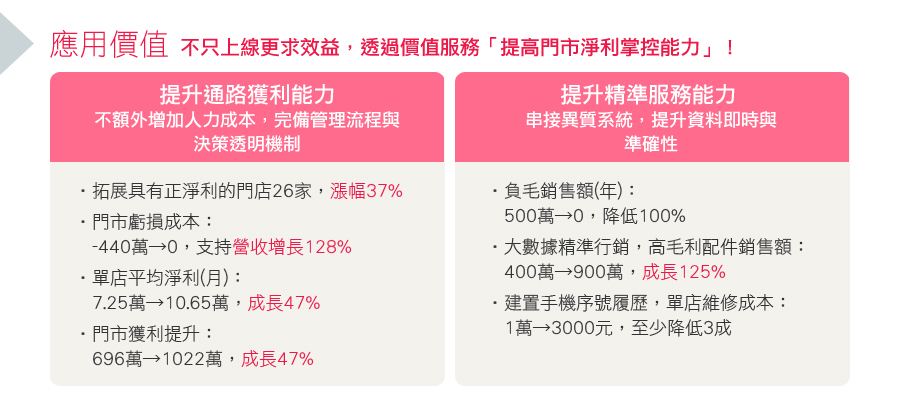 應用價值 不只上線更求效益，透過價值服務「提高門市淨利掌控能力」！
提升通路獲利能力
不額外增加人力成本，完備管理流程與
決策透明機制
・拓展具有正淨利的門店26家，漲幅37%
・門市虧損成本：
-440萬→0，支持營收增長128%
・單店平均淨利(月)：
7.25萬→10.65萬，成長47%
・門市獲利提升：
696萬→1022萬，成長47%
提升精準服務能力
串接異質系統，提升資料即時與
準確性
・負毛銷售額(年)：
500萬→0，降低100%
・大數據精準行銷，高毛利配件銷售額：
400萬→900萬，成長125%
・建置手機序號履歷，單店維修成本：
1萬→3000元，至少降低3成